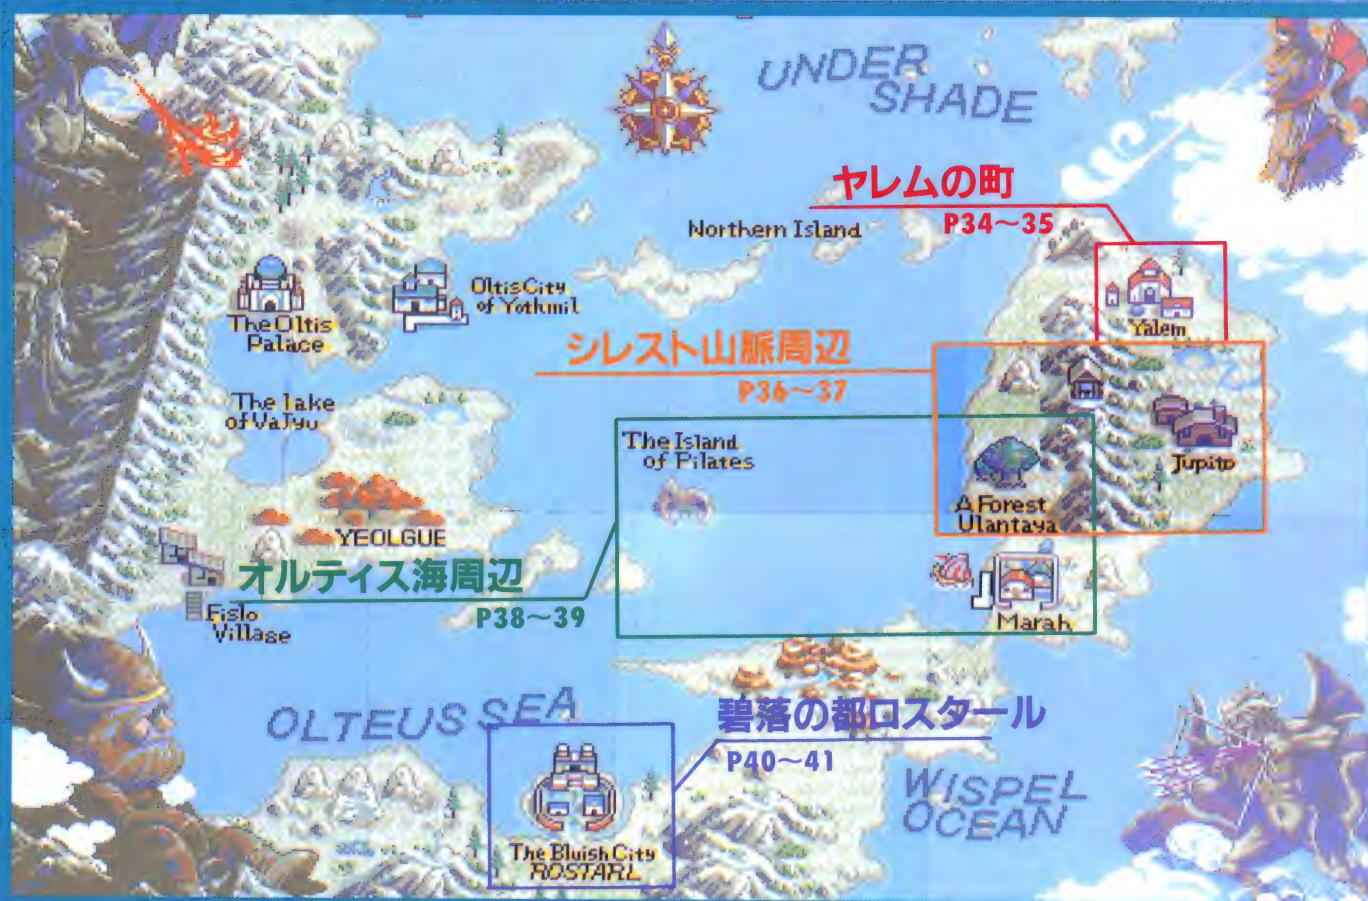 UNDER
SHADE
ヤレムの町
P34〜35
Northern Island
Yalem
Oltis City
of Yothmil
The Oltis
Palace
シレスト山脈周辺
P36〜37
The lake
of VaJyu
The Island
of Pilates
Jupito
A Forest
Ulantaya
YEOLGUE
オルティス海周辺
P38〜39
Fislo
Village
Marah
OLTEUS SEA
碧落の都ロスタール
P40〜41
WISPEL
OCEAN
The Bluish City
ROSTARL